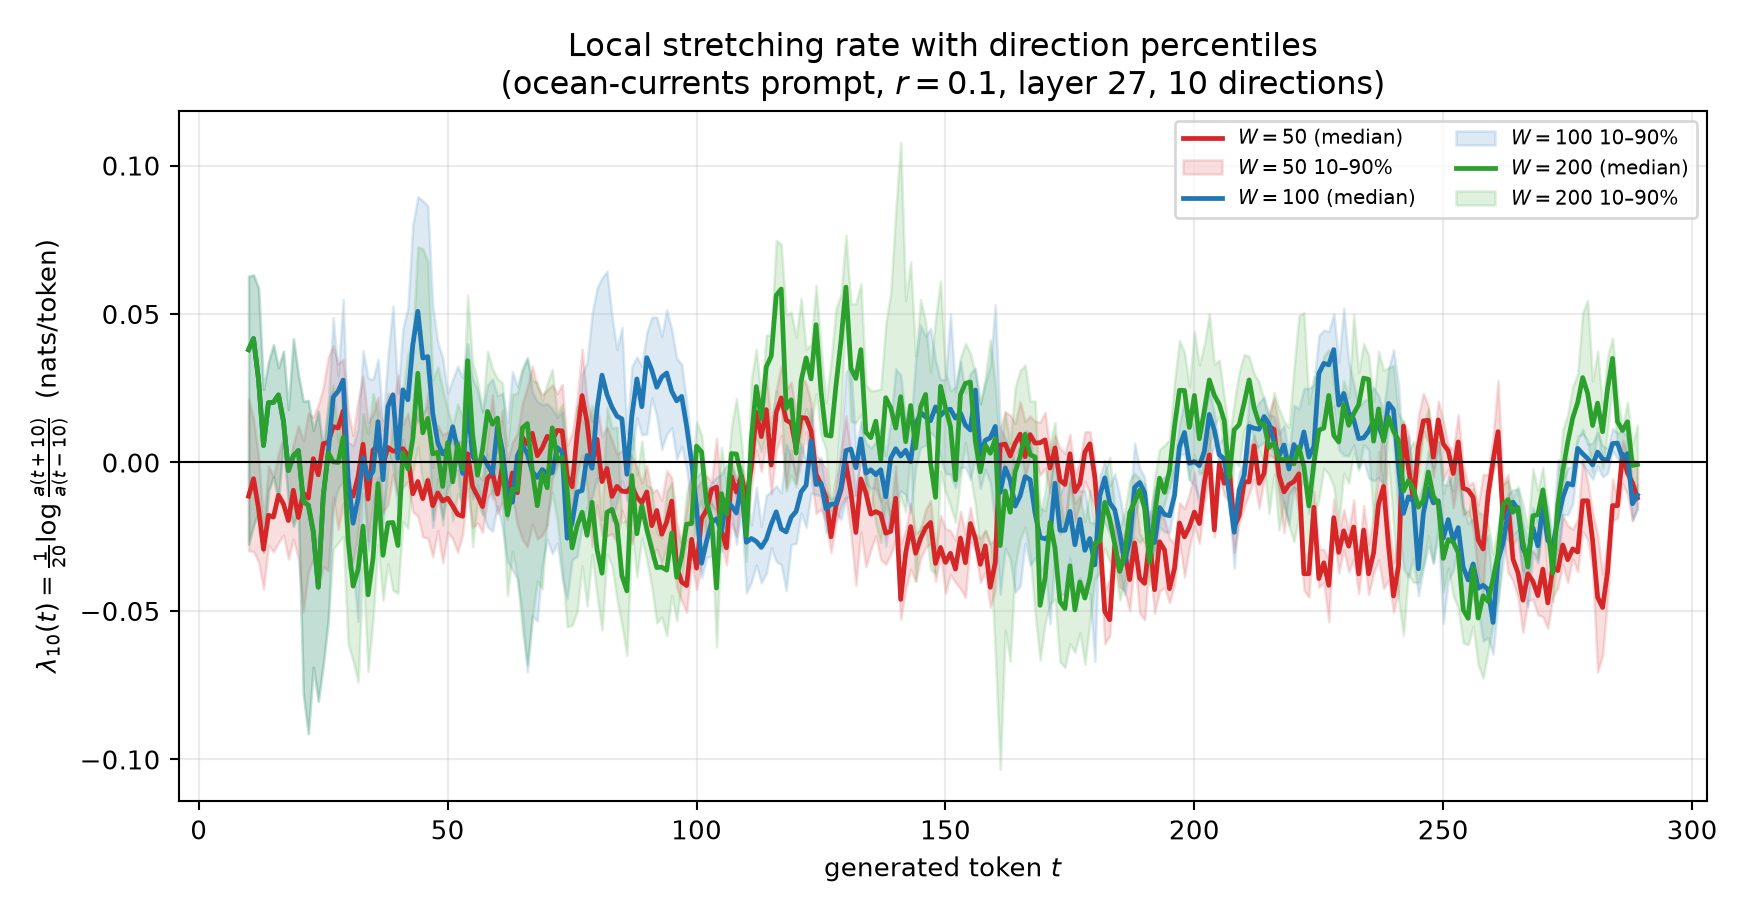 Local stretching rate with direction percentiles
(ocean-currents prompt, r = 0.1, layer 27, 10 directions)
λ₁₀(t) = 1/20 log a(t + 10)/a(t − 10) (nats/token)
0.10
0.05
0.00
−0.05
−0.10
W = 50 (median)
W = 50 10–90%
W = 100 (median)
W = 100 10–90%
W = 200 (median)
W = 200 10–90%
0 50 100 150 200 250 300
generated token t